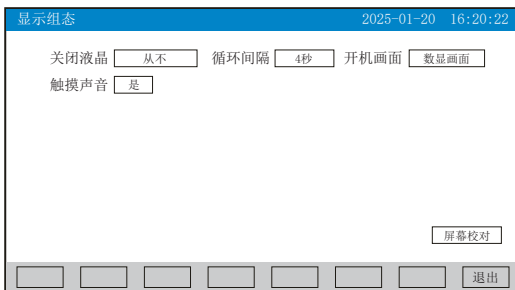 显示组态 2025-01-20 16:20:22
关闭液晶 从不 循环间隔 4秒 开机画面 数显画面
触摸声音 是
屏幕校对
退出